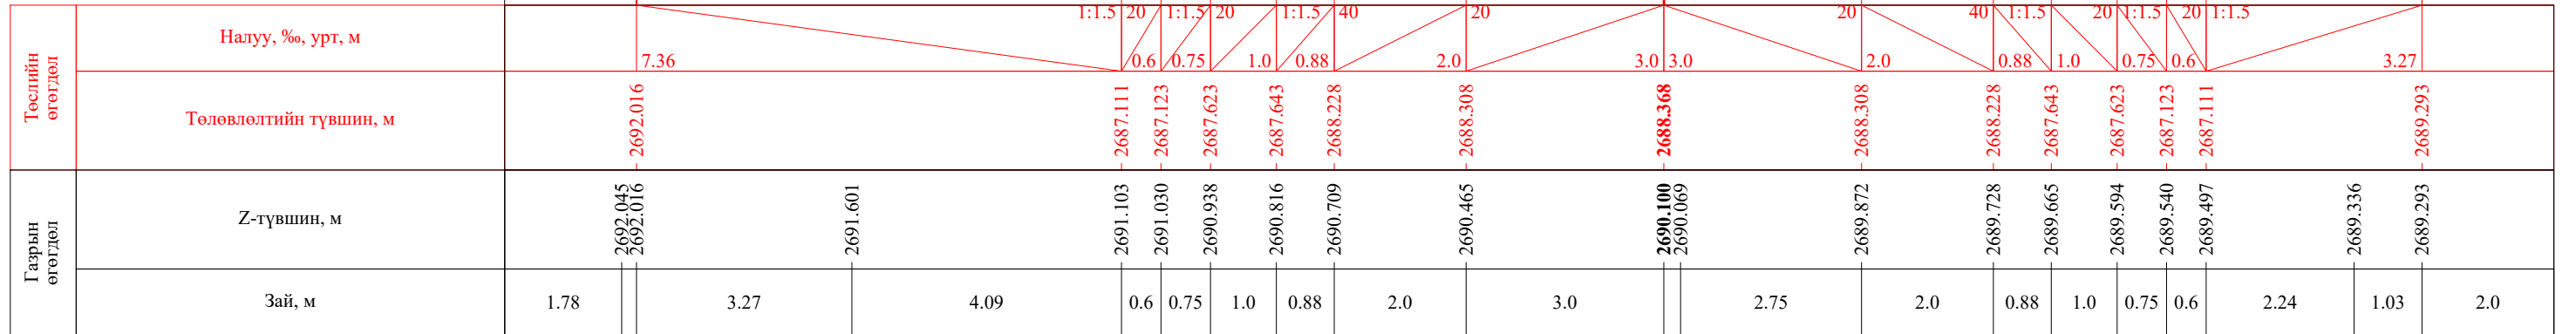 Төслийн өгөгдөл
Налуу, ‰, урт, м
1:1.5 20 1:1.5 20 1:1.5 40 20 20 40 1:1.5 20 1:1.5 20 1:1.5
7.36 0.6 0.75 1.0 0.88 2.0 3.0 3.0 2.0 0.88 1.0 0.75 0.6 3.27
Төлөвлөлтийн түвшин, м
2692.016 2687.111 2687.123 2687.623 2687.643 2688.228 2688.308 2688.368 2688.308 2688.228 2687.643 2687.623 2687.123 2687.111 2689.293
Газрын өгөгдөл
Z-түвшин, м
2692.045 2692.016 2691.601 2691.103 2691.030 2690.938 2690.816 2690.709 2690.465 2690.100 2690.069 2689.872 2689.728 2689.665 2689.594 2689.540 2689.497 2689.336 2689.293
Зай, м
1.78 3.27 4.09 0.6 0.75 1.0 0.88 2.0 3.0 2.75 2.0 0.88 1.0 0.75 0.6 2.24 1.03 2.0